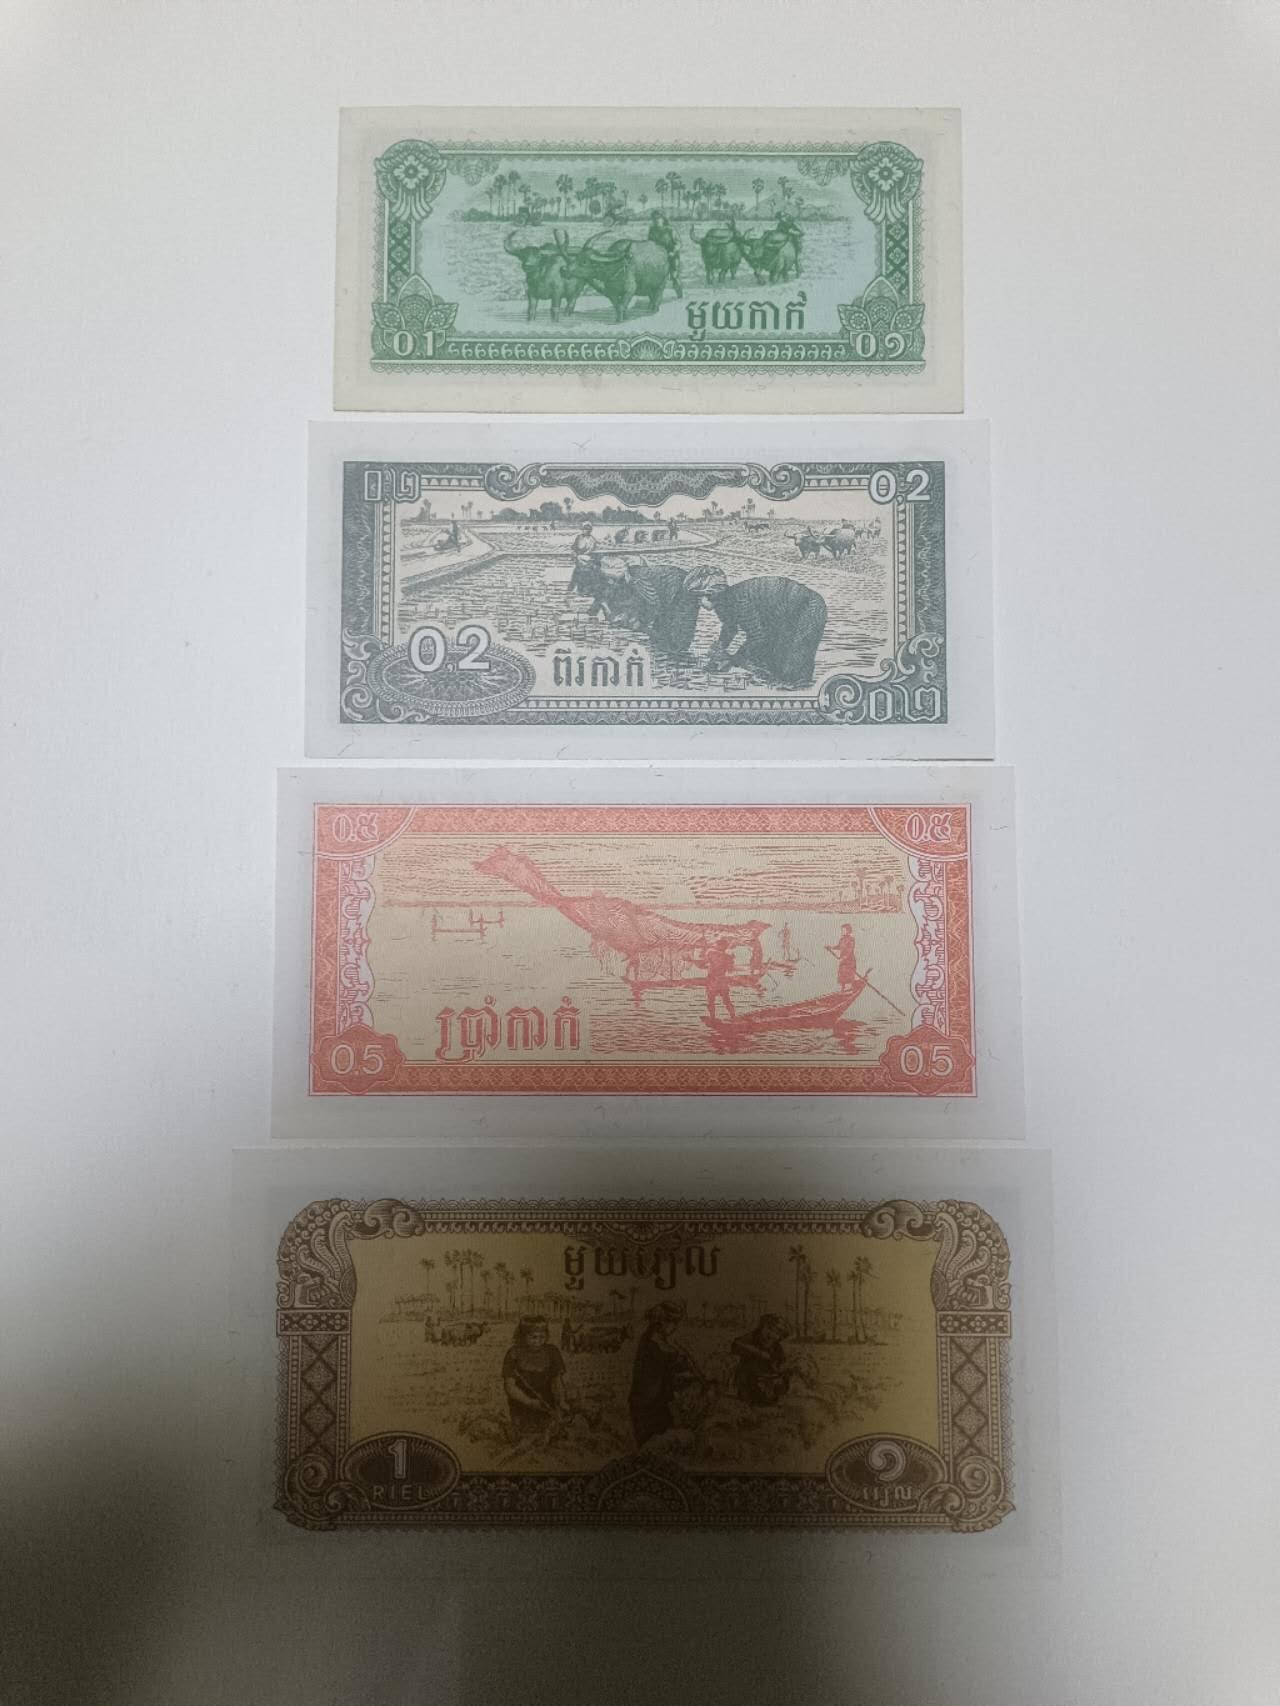 មួយកាក់
0.1 ០.១
០.២ 0,2
0,2 ពីរកាក់ ០.២
០.៥ ០.៥
ប្រាំកាក់
0.5 0.5
មួយរៀល
1 ១
RIEL រៀល